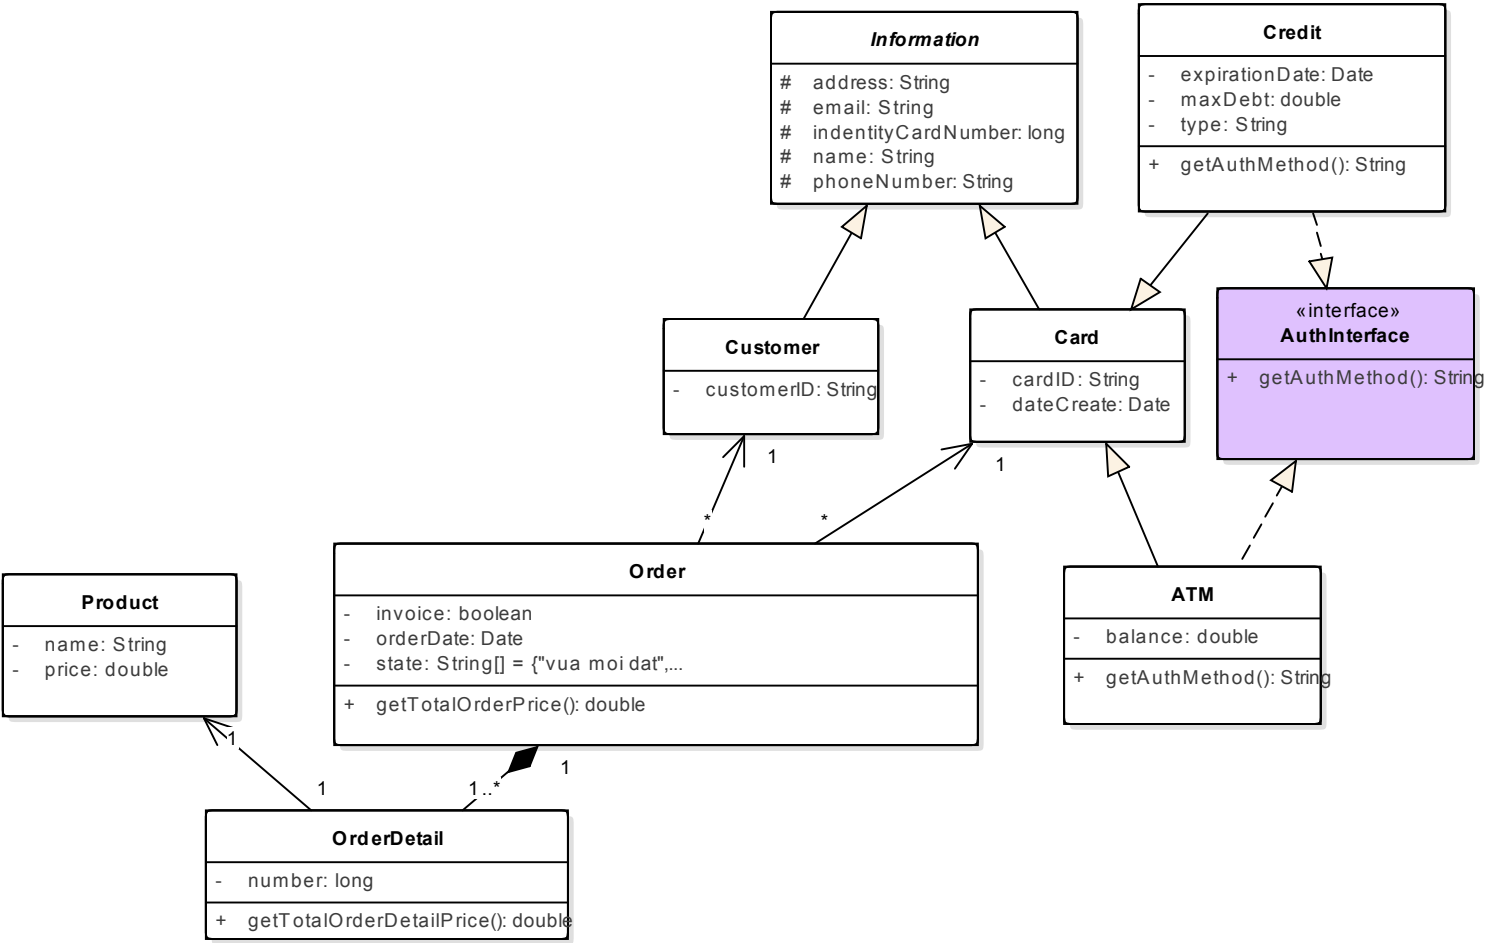 Information
# address: String
# email: String
# indentityCardNumber: long
# name: String
# phoneNumber: String
Credit
- expirationDate: Date
- maxDebt: double
- type: String
+ getAuthMethod(): String
Customer
- customerID: String
Card
- cardID: String
- dateCreate: Date
«interface»
AuthInterface
+ getAuthMethod(): String
1
1
*
*
Order
- invoice: boolean
- orderDate: Date
- state: String[] = {"vua moi dat",...
+ getTotalOrderPrice(): double
Product
- name: String
- price: double
ATM
- balance: double
+ getAuthMethod(): String
1
1
1..*
1
OrderDetail
- number: long
+ getTotalOrderDetailPrice(): double